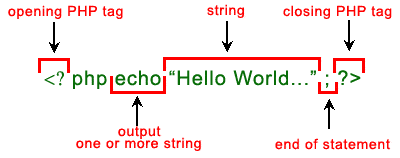 opening PHP tag string closing PHP tag
<? php echo “Hello World...” ; ?>
output
one or more string
end of statement